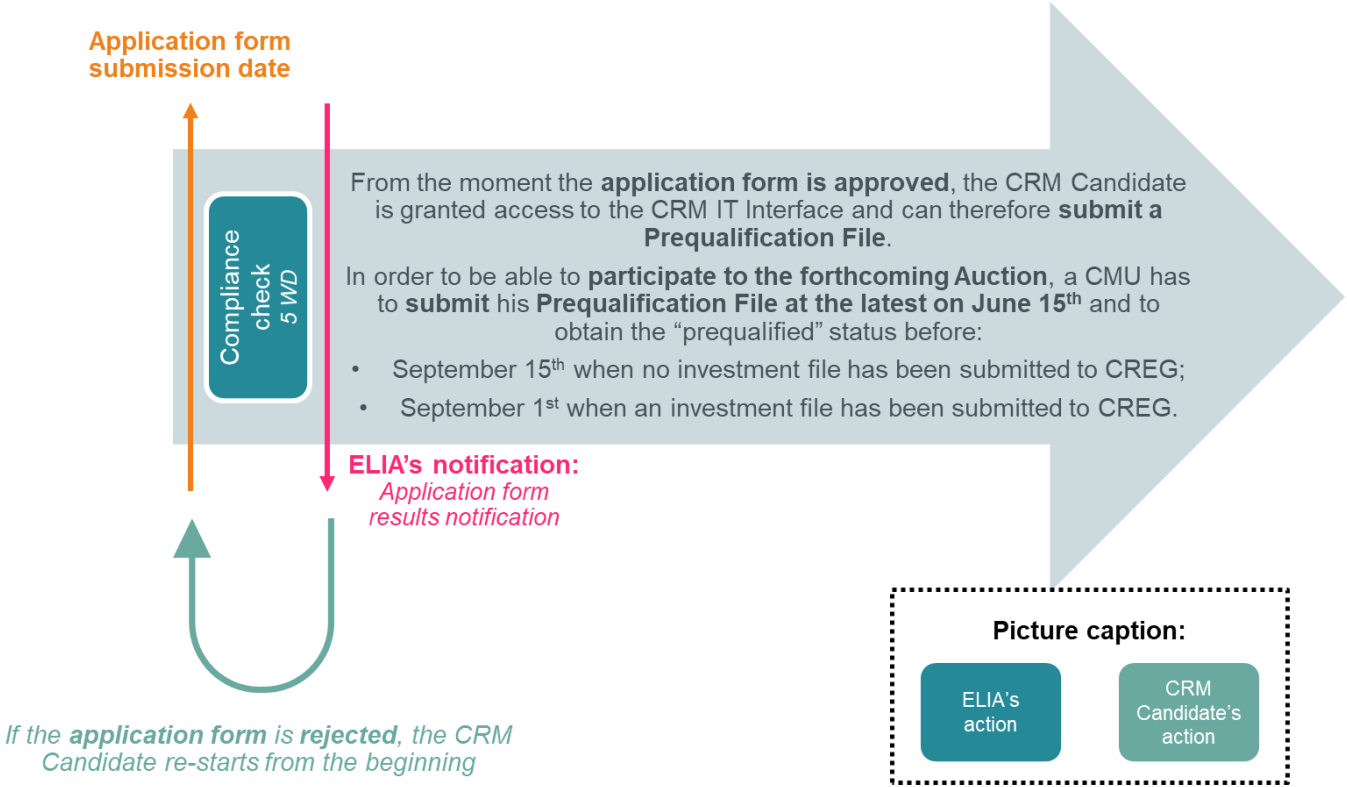 Application form
submission date
Compliance
check
5 WD
From the moment the application form is approved, the CRM Candidate
is granted access to the CRM IT Interface and can therefore submit a
Prequalification File.
In order to be able to participate to the forthcoming Auction, a CMU has
to submit his Prequalification File at the latest on June 15th and to
obtain the “prequalified” status before:
• September 15th when no investment file has been submitted to CREG;
• September 1st when an investment file has been submitted to CREG.
ELIA’s notification:
Application form
results notification
If the application form is rejected, the CRM
Candidate re-starts from the beginning
Picture caption:
ELIA’s
action
CRM
Candidate’s
action